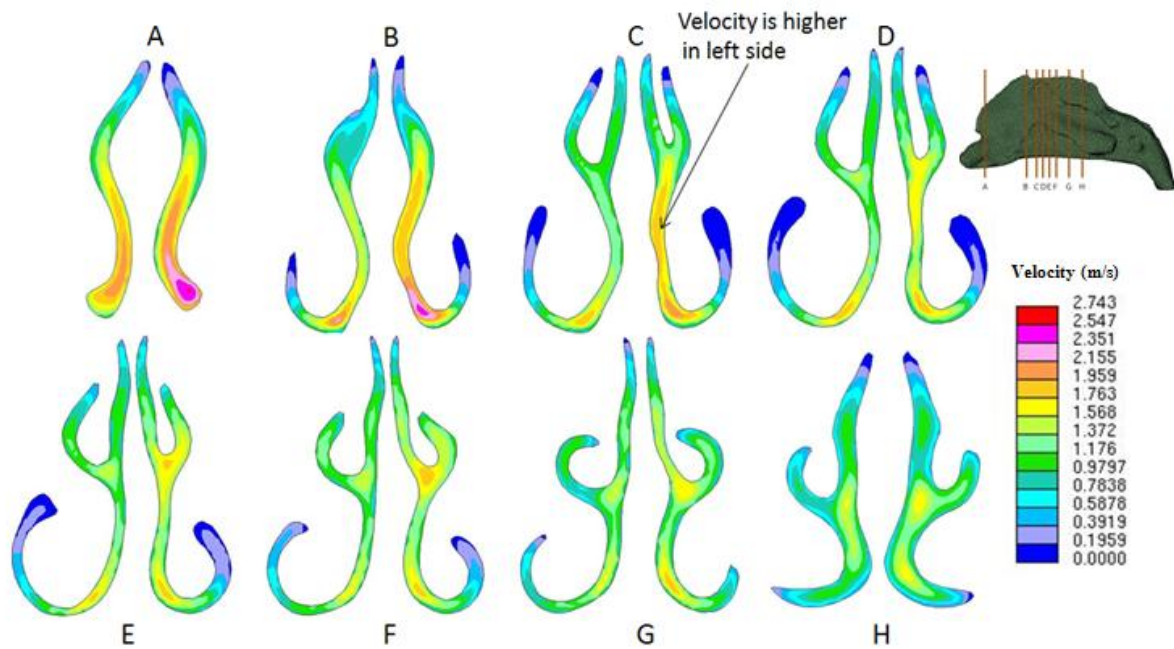 A
B
C
Velocity is higher
in left side
D
A B CDEF G H
Velocity (m/s)
2.743
2.547
2.351
2.155
1.959
1.763
1.568
1.372
1.176
0.9797
0.7838
0.5878
0.3919
0.1959
0.0000
E
F
G
H